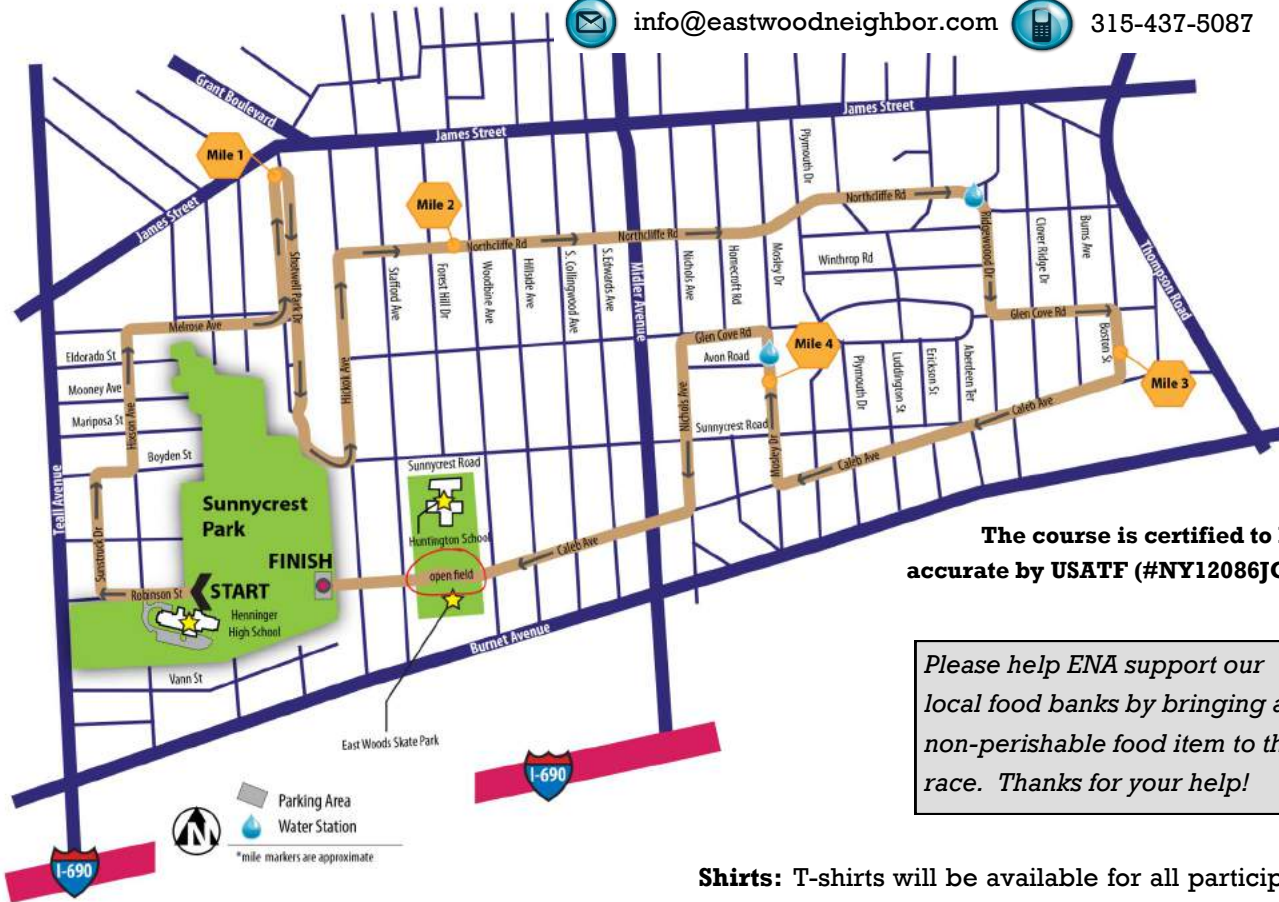 info@eastwoodneighbor.com
315-437-5087
Grant Boulevard
James Street
James Street
James Street
Mile 1
Mile 2
Plymouth Dr
Northcliffe Rd
Northcliffe Rd
Northcliffe Rd
Shotwell Park Dr
Stafford Ave
Forest Hill Dr
Woodbine Ave
Hillside Ave
S. Collingwood Ave
S.Edwards Ave
Midler Avenue
Nichols Ave
Homecroft Rd
Mosley Dr
Winthrop Rd
Ridgewood Dr
Clover Ridge Dr
Burns Ave
Thompson Road
Melrose Ave
Hickok Ave
Glen Cove Rd
Glen Cove Rd
Avon Road
Mile 4
Boston St
Mile 3
Eldorado St
Mooney Ave
Mariposa St
Hixson Ave
Boyden St
Plymouth Dr
Luddington St
Erickson St
Aberdeen Ter
Nichols Ave
Sunnycrest Road
Mosley Dr
Caleb Ave
Caleb Ave
Caleb Ave
Teall Avenue
Sunstruck Dr
Sunnycrest
Park
Sunnycrest Road
Huntington School
open field
FINISH
START
Robinson St
Henninger
High School
Vann St
Burnet Avenue
East Woods Skate Park
The course is certified to
accurate by USATF (#NY12086JG
Please help ENA support our
local food banks by bringing a
non-perishable food item to th
race. Thanks for your help!
I-690
I-690
N
Parking Area
Water Station
*mile markers are approximate
Shirts: T-shirts will be available for all particip